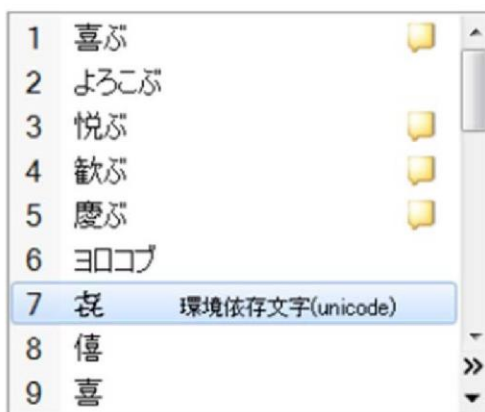 1 喜ぶ
2 よろこぶ
3 悦ぶ
4 歓ぶ
5 慶ぶ
6 ヨロコブ
7 㐂 環境依存文字(unicode)
8 僖
9 喜